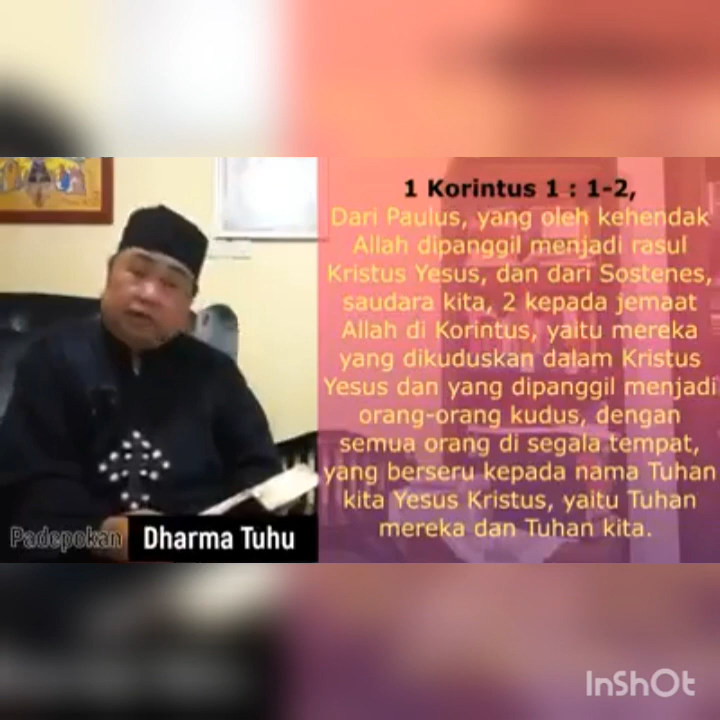 1 Korintus 1 : 1-2,
Dari Paulus, yang oleh kehendak
Allah dipanggil menjadi rasul
Kristus Yesus, dan dari Sostenes,
saudara kita, 2 kepada jemaat
Allah di Korintus, yaitu mereka
yang dikuduskan dalam Kristus
Yesus dan yang dipanggil menjadi
orang-orang kudus, dengan
semua orang di segala tempat,
yang berseru kepada nama Tuhan
kita Yesus Kristus, yaitu Tuhan
mereka dan Tuhan kita.
Padepokan Dharma Tuhu
InShOt